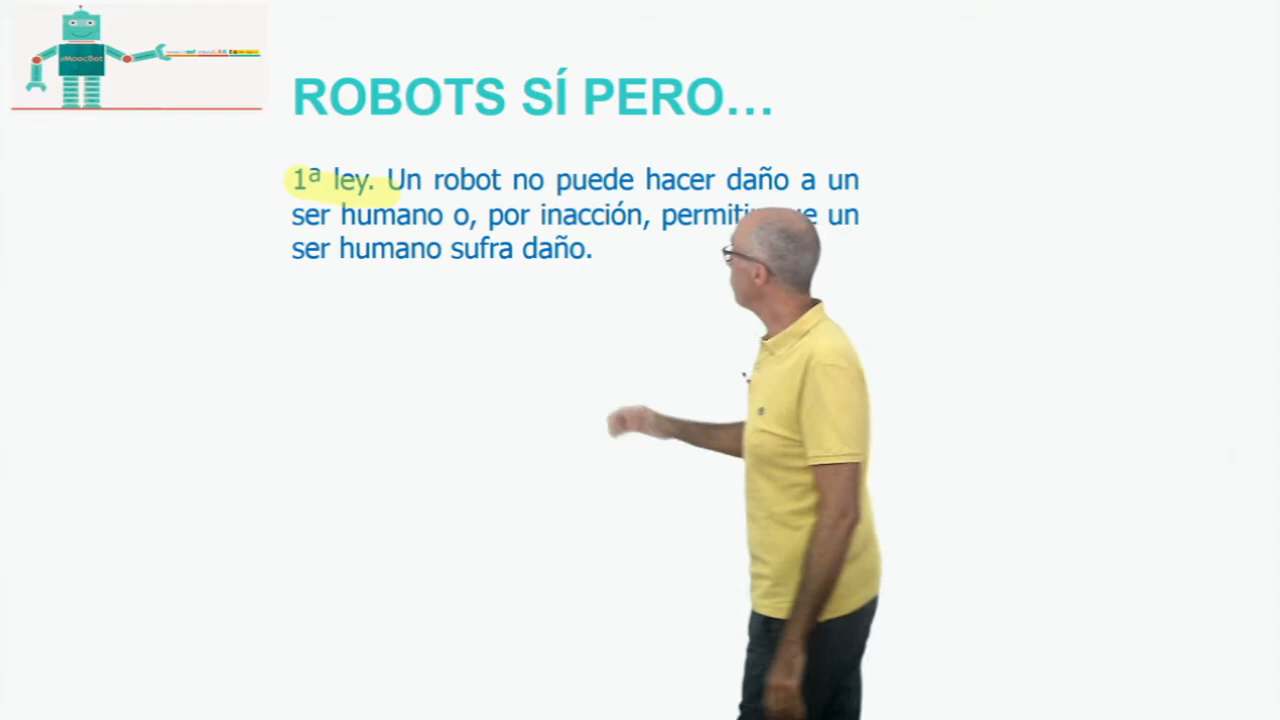 MoocBot
ROBOTS SÍ PERO...
1ª ley. Un robot no puede hacer daño a un
ser humano o, por inacción, un
ser humano sufra daño.